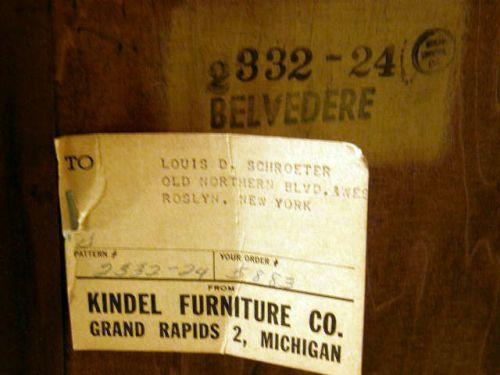 2332-24
BELVEDERE
TO
LOUIS D. SCHROETER
OLD NORTHERN BLVD. &WES
ROSLYN, NEW YORK
PATTERN # YOUR ORDER #
2332-24 5883
FROM
KINDEL FURNITURE CO.
GRAND RAPIDS 2, MICHIGAN